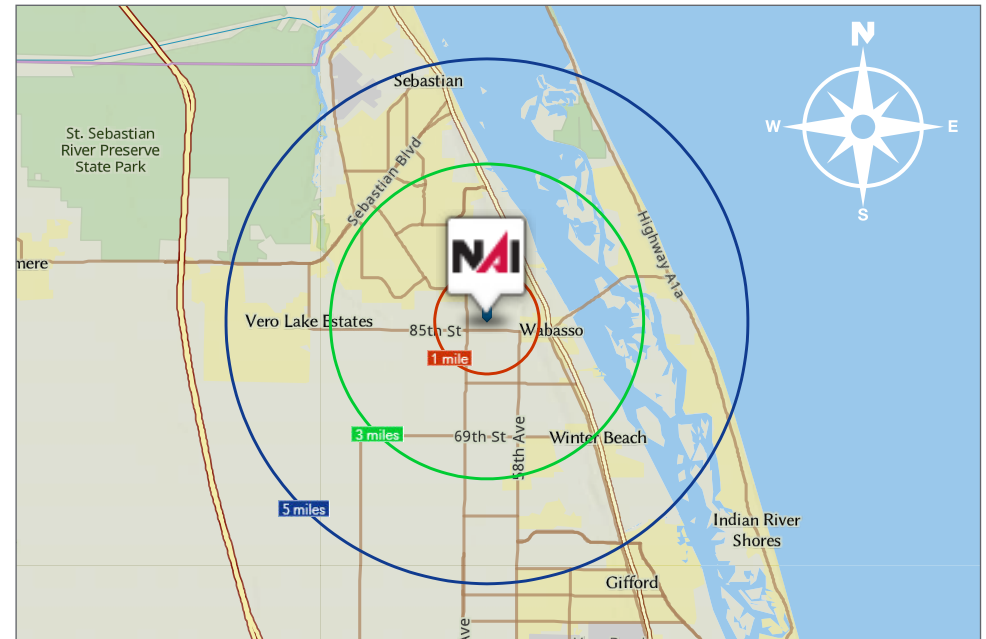 N
Sebastian
St. Sebastian
River Preserve
State Park
W
E
S
Sebastian Blvd
Highway A1a
NAI
mere
Vero Lake Estates
85th St
Wabasso
1 mile
3 miles
69th St
58th Ave
Winter Beach
5 miles
Indian River
Shores
Gifford
Ave